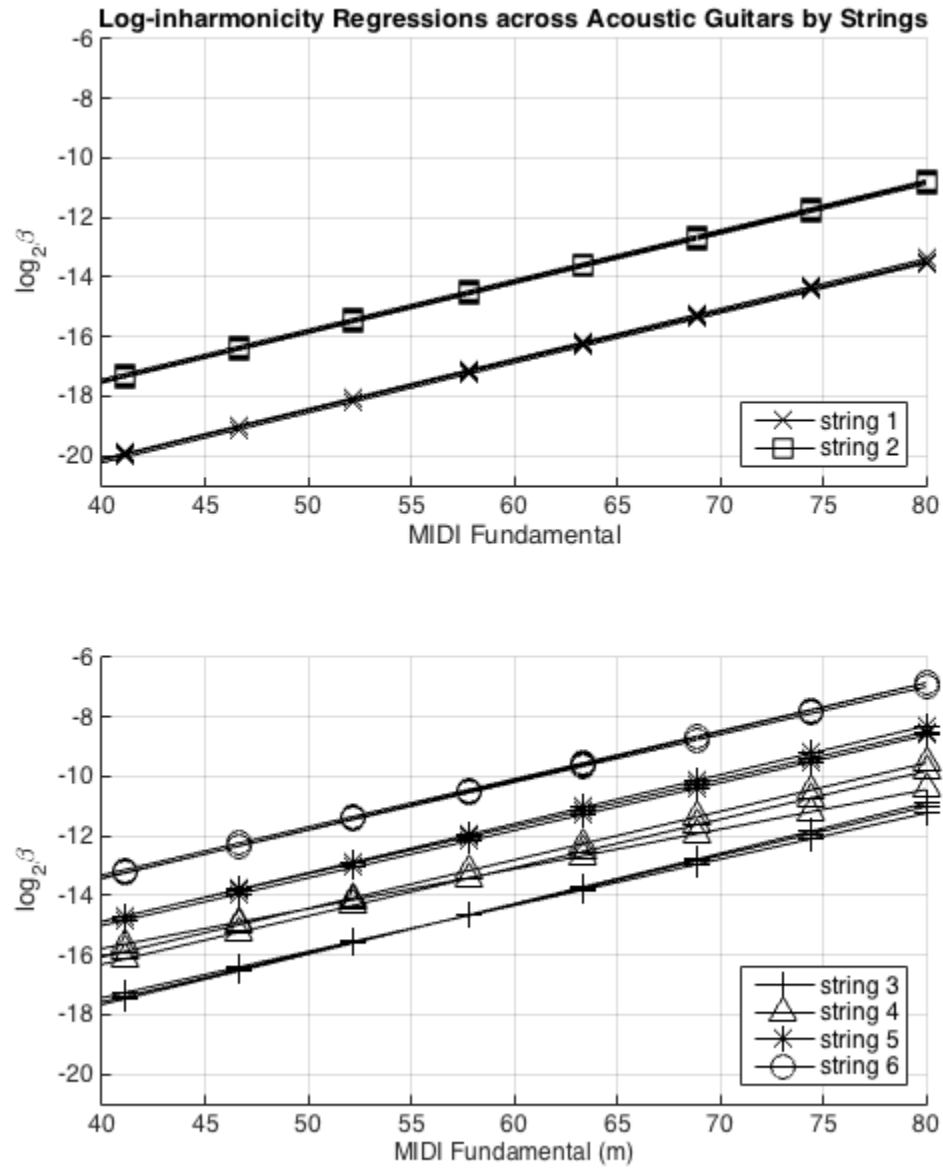 Log-inharmonicity Regressions across Acoustic Guitars by Strings
-6
-8
-10
-12
-14
-16
-18
-20
log₂β
40 45 50 55 60 65 70 75 80
MIDI Fundamental
string 1
string 2
-6
-8
-10
-12
-14
-16
-18
-20
log₂β
40 45 50 55 60 65 70 75 80
MIDI Fundamental (m)
string 3
string 4
string 5
string 6